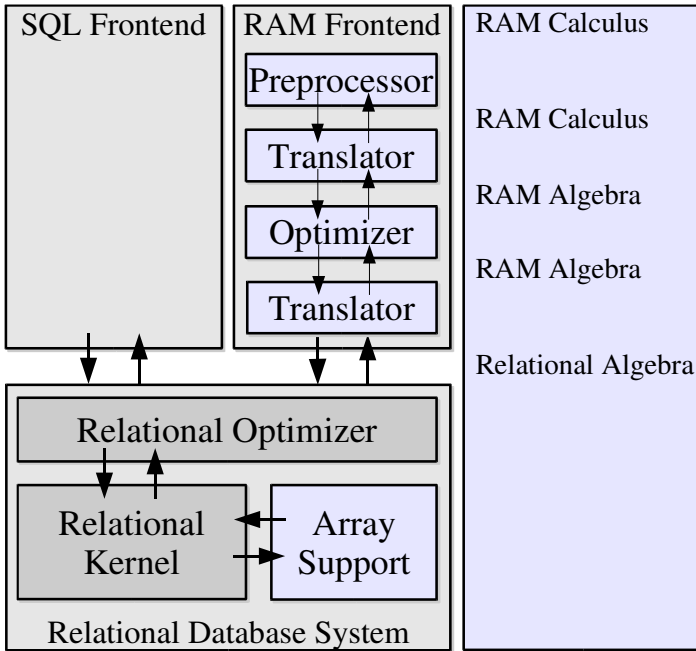 SQL Frontend
RAM Frontend
Preprocessor
Translator
Optimizer
Translator
RAM Calculus
RAM Calculus
RAM Algebra
RAM Algebra
Relational Algebra
Relational Optimizer
Relational
Kernel
Array
Support
Relational Database System